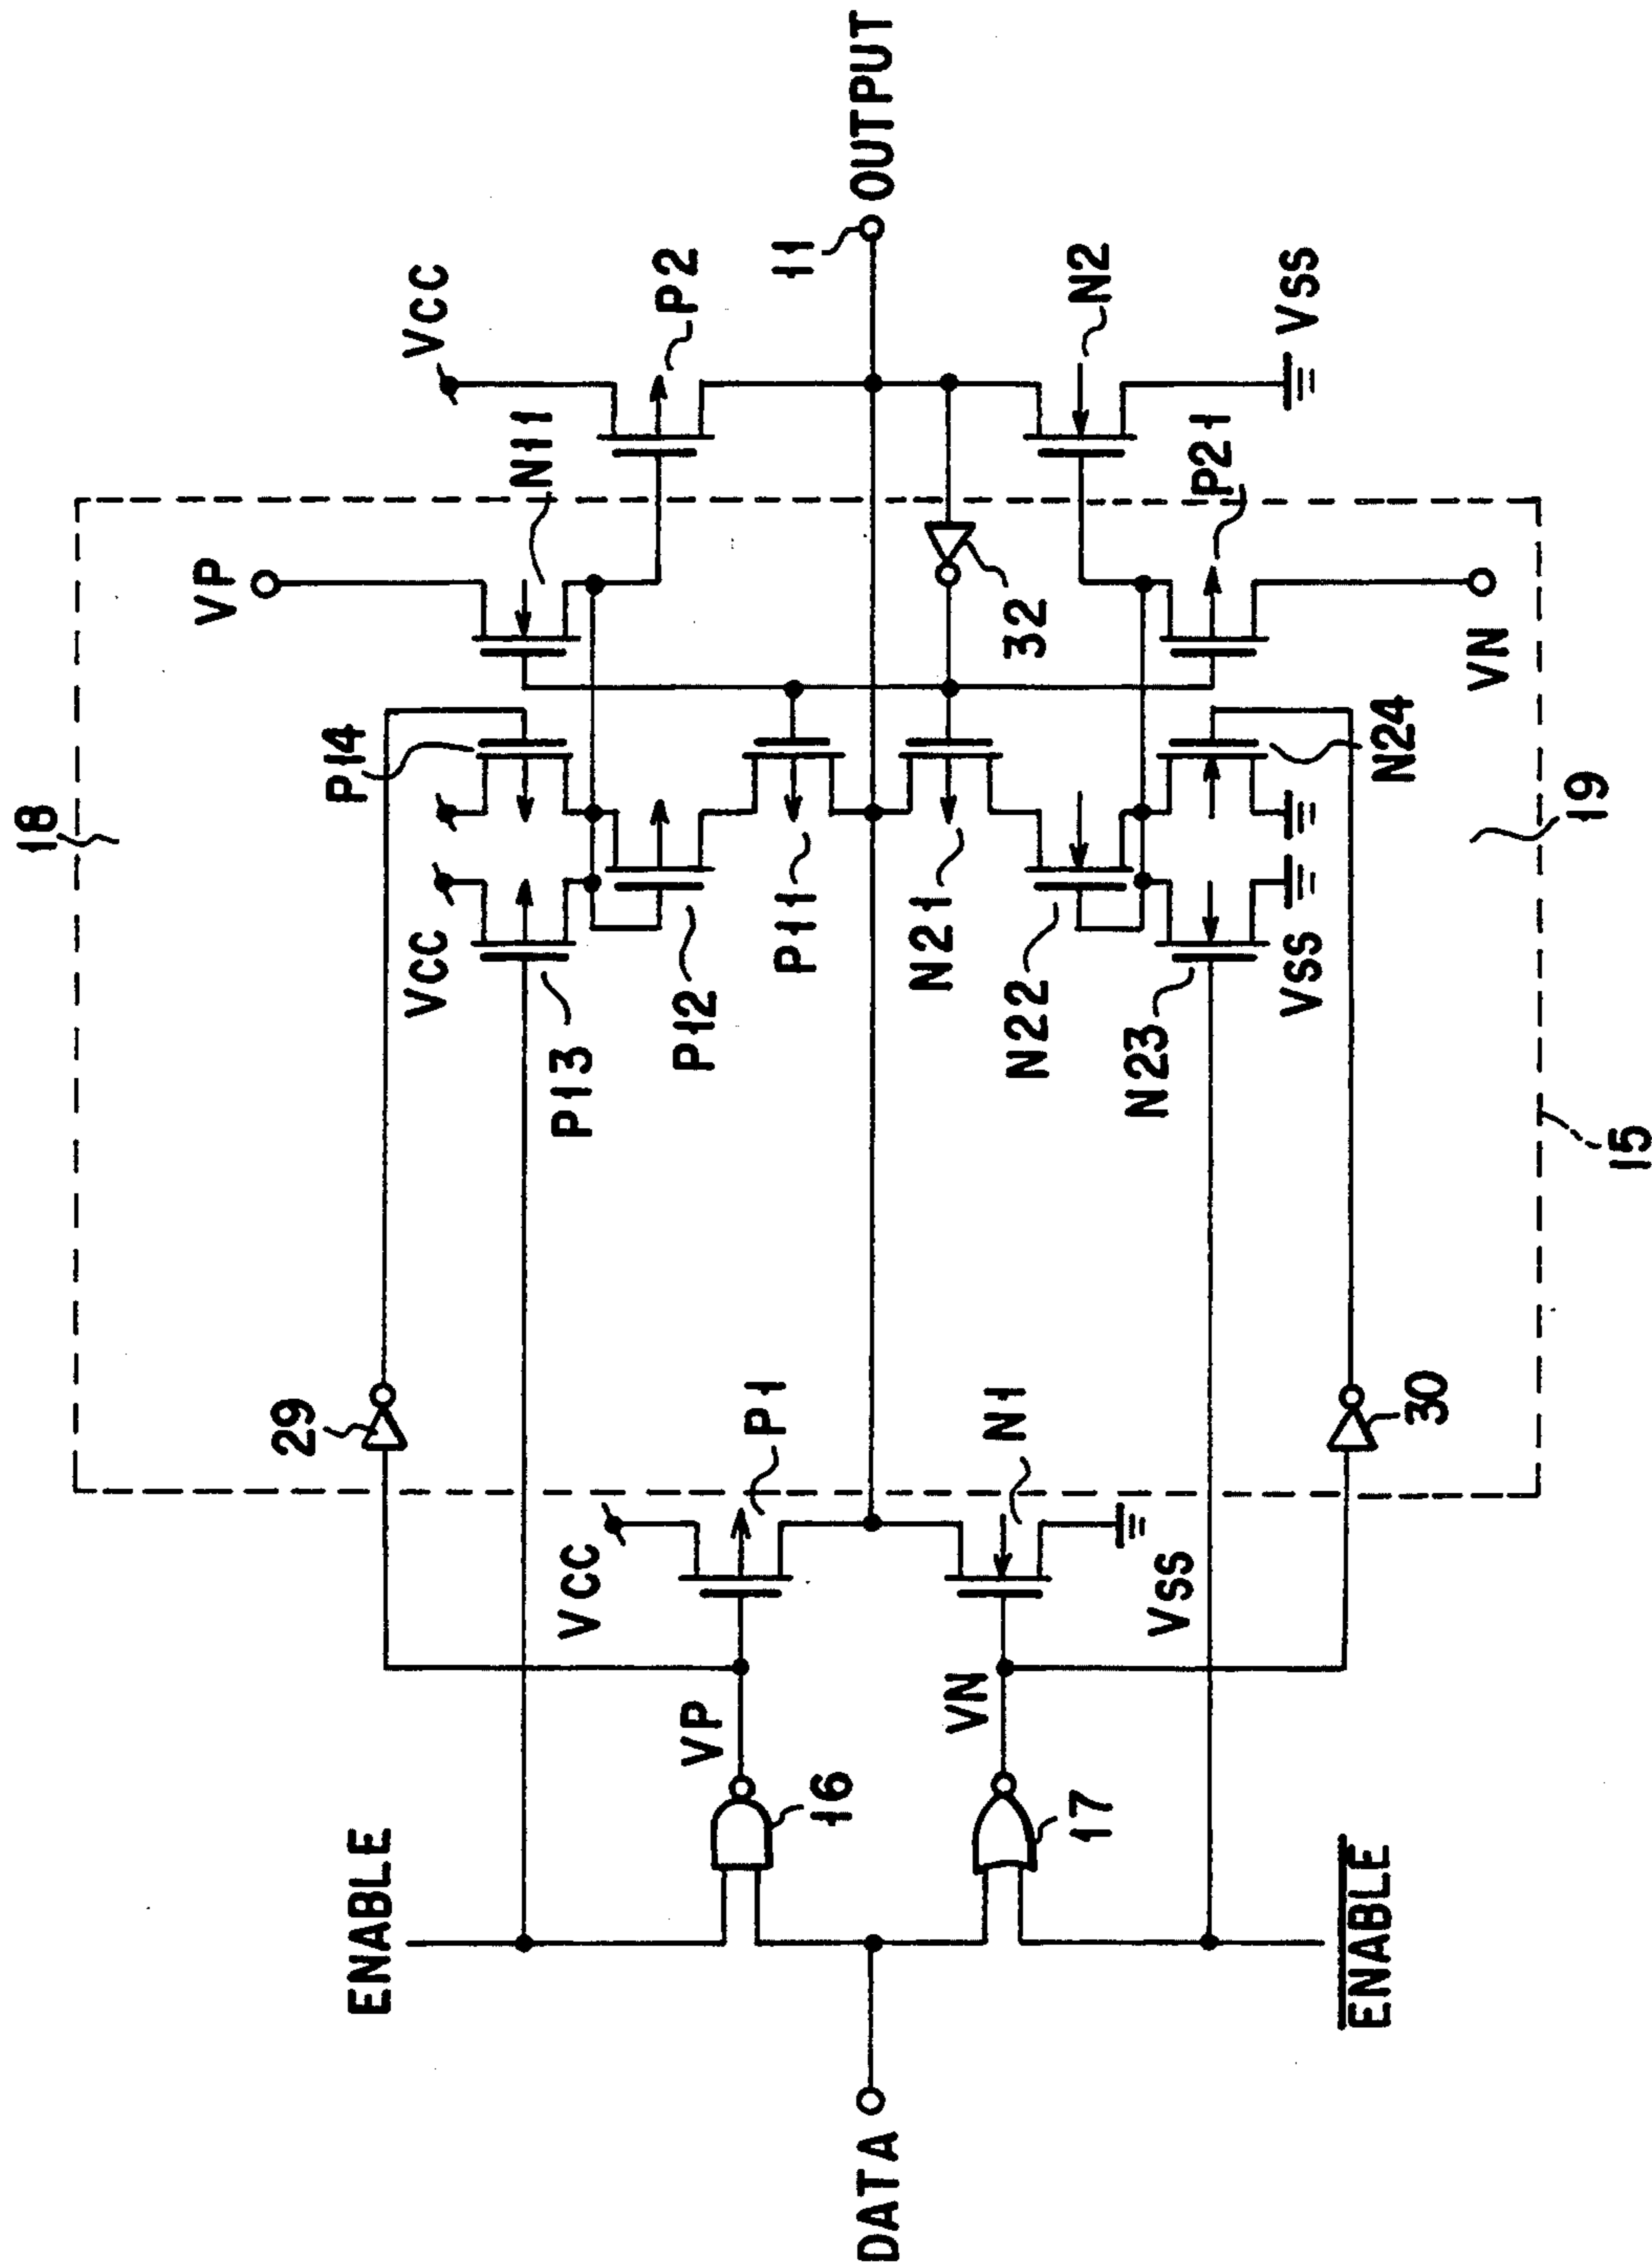 18
VP
VCC
N11
P14
P2
VCC
29
P13
P12
P11
P1
VCC
VP
ENABLE
16
11
OUTPUT
DATA
32
N21
N22
N2
VSS
P21
N1
VN
17
N23
VSS
N24
VN
VSS
30
ENABLE
19
15